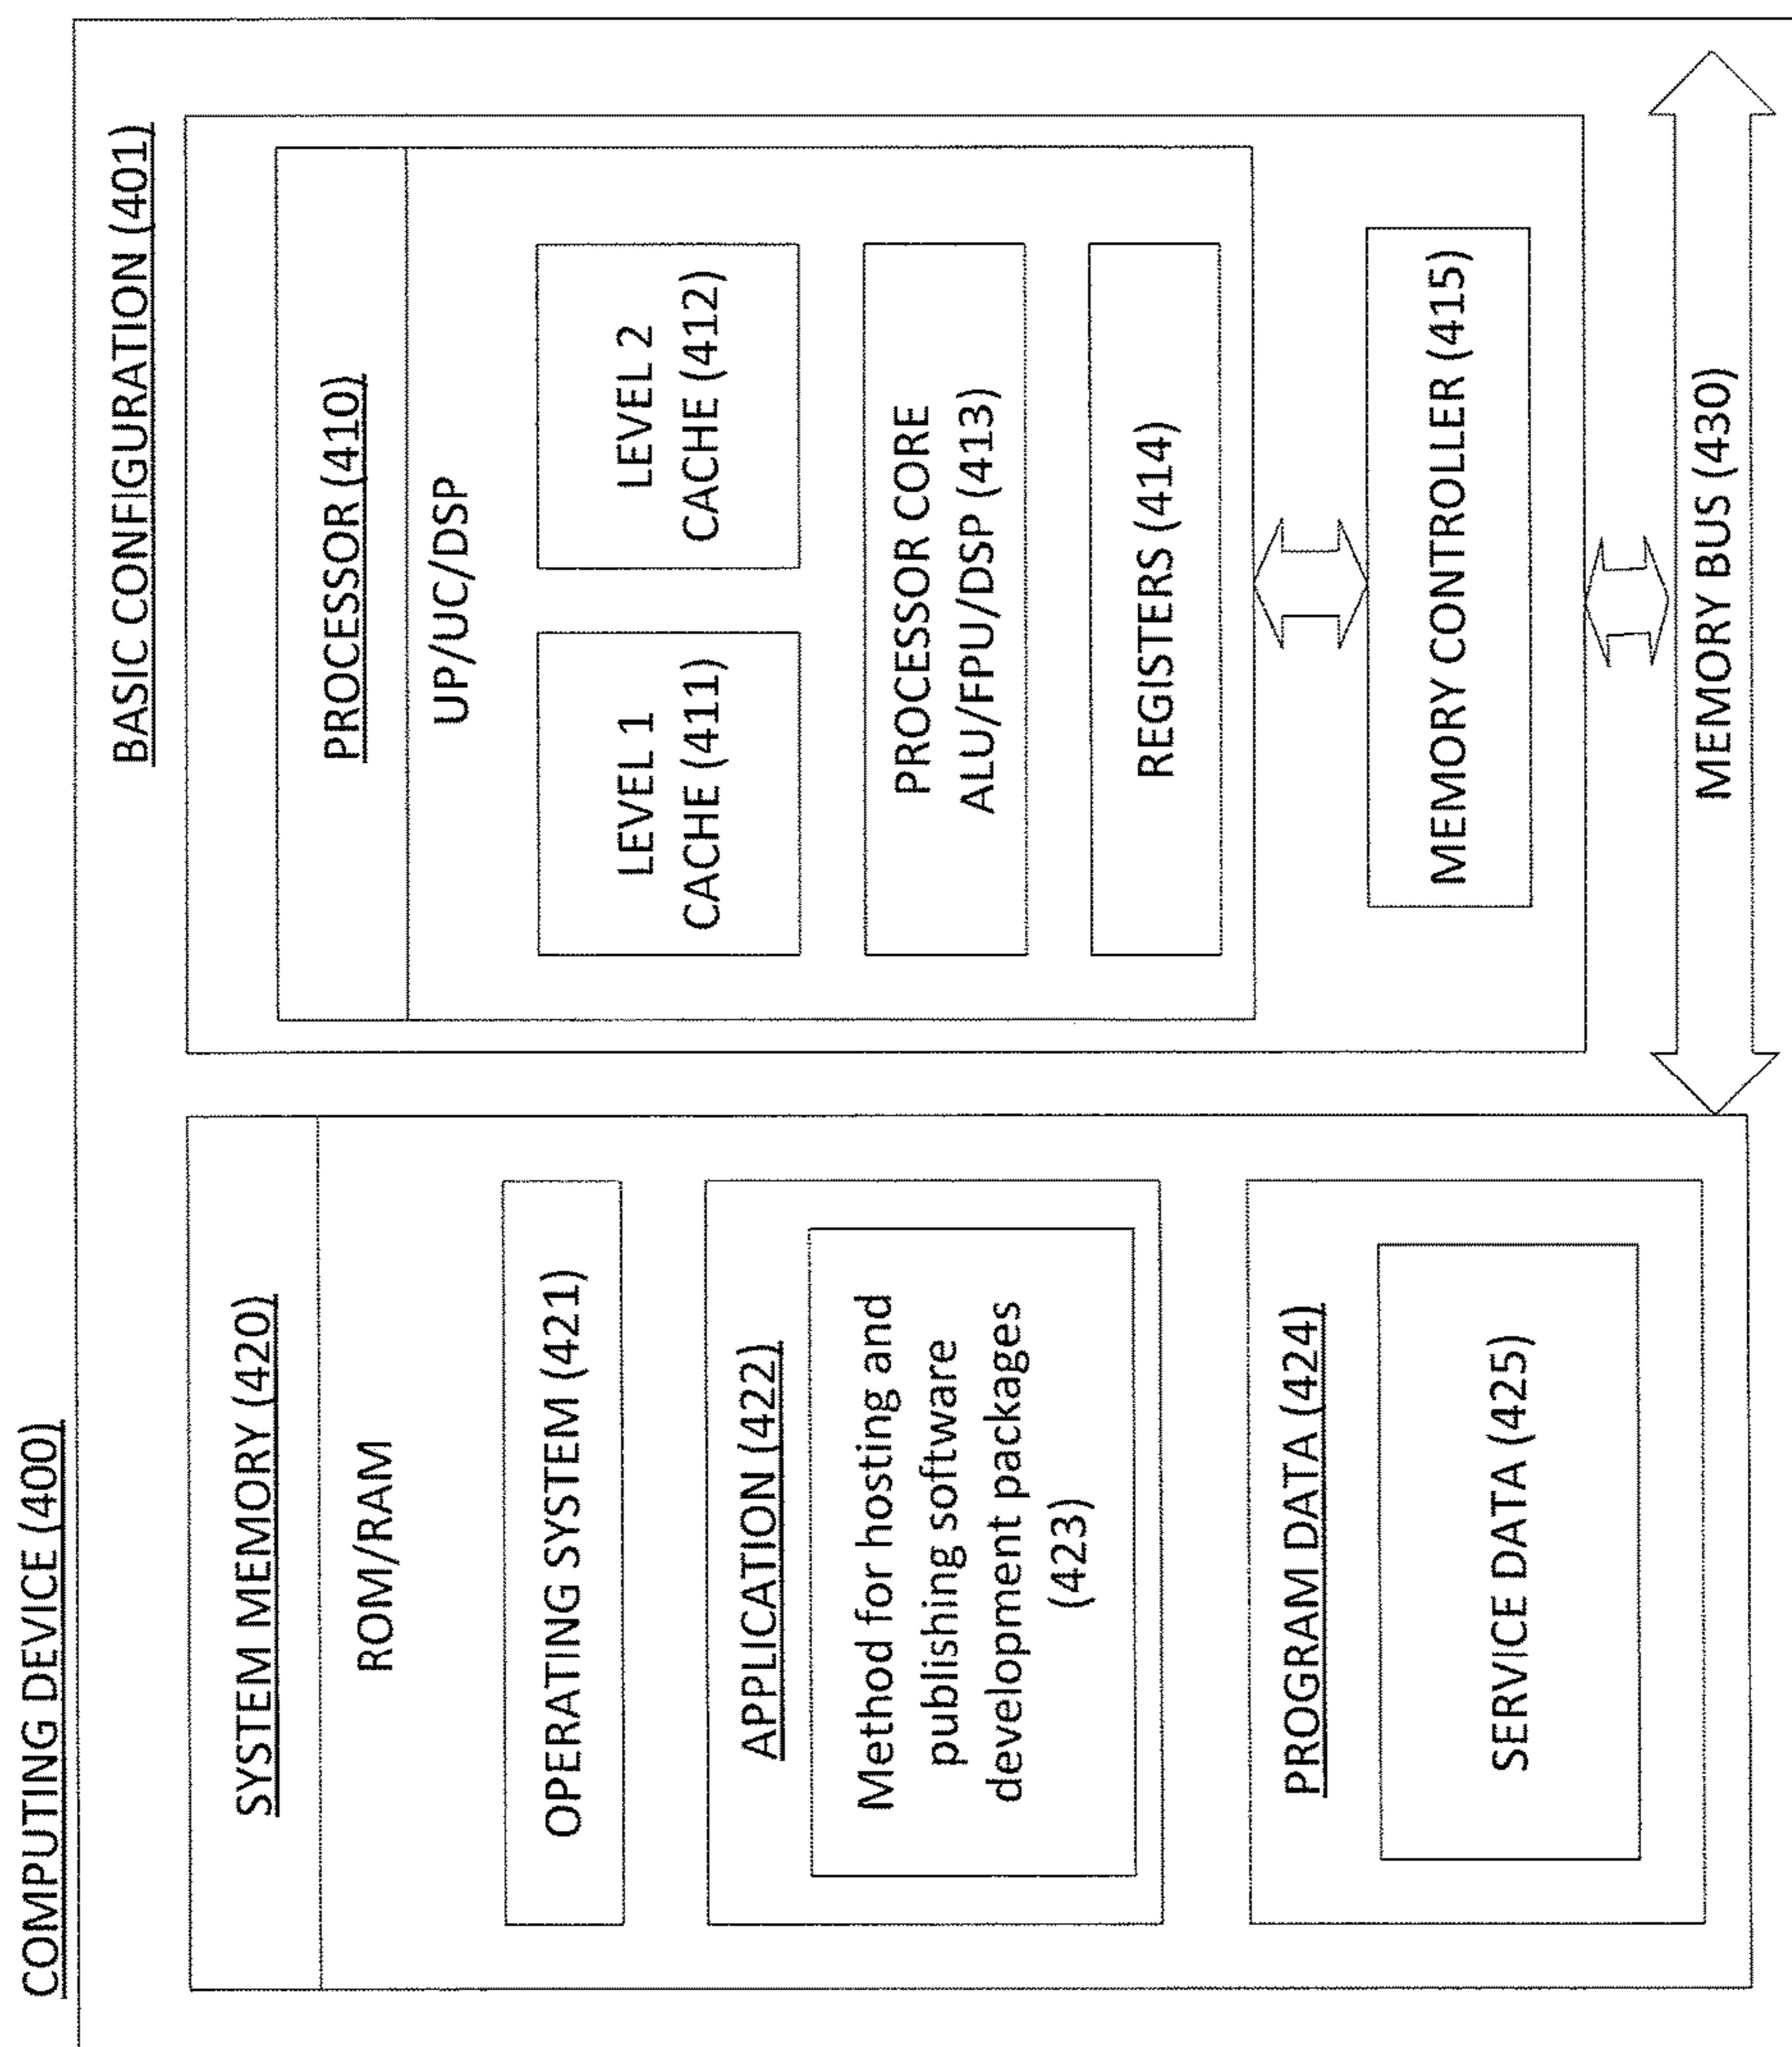 COMPUTING DEVICE (400)
SYSTEM MEMORY (420)
ROM/RAM
OPERATING SYSTEM (421)
APPLICATION (422)
Method for hosting and
publishing software
development packages
(423)
PROGRAM DATA (424)
SERVICE DATA (425)
BASIC CONFIGURATION (401)
PROCESSOR (410)
UP/UC/DSP
LEVEL 1
CACHE (411)
LEVEL 2
CACHE (412)
PROCESSOR CORE
ALU/FPU/DSP (413)
REGISTERS (414)
MEMORY CONTROLLER (415)
MEMORY BUS (430)